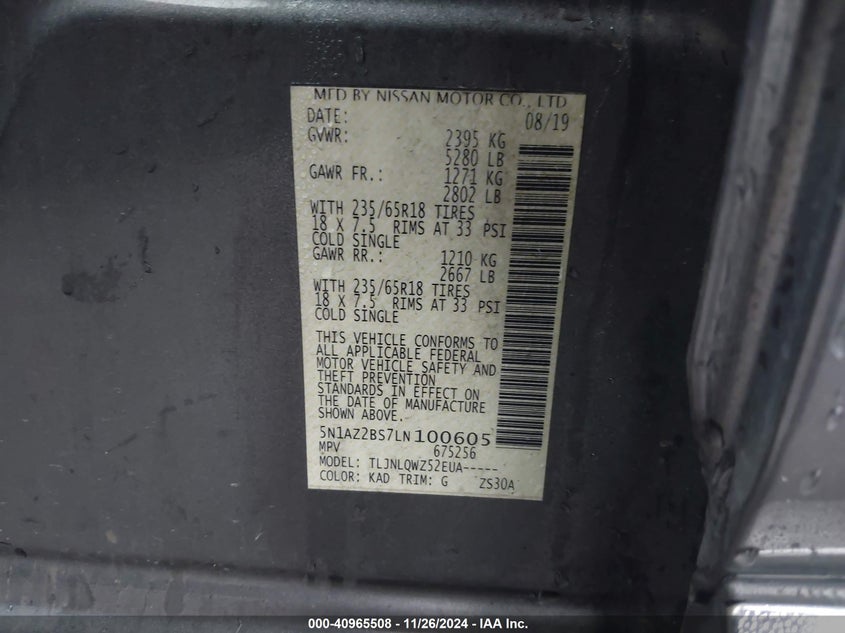 MFD BY NISSAN MOTOR CO., LTD
DATE: 08/19
GVWR: 2395 KG
5280 LB
GAWR FR.: 1271 KG
2802 LB
WITH 235/65R18 TIRES
18 X 7.5 RIMS AT 33 PSI
COLD SINGLE
GAWR RR.: 1210 KG
2667 LB
WITH 235/65R18 TIRES
18 X 7.5 RIMS AT 33 PSI
COLD SINGLE
THIS VEHICLE CONFORMS TO
ALL APPLICABLE FEDERAL
MOTOR VEHICLE SAFETY AND
THEFT PREVENTION
STANDARDS IN EFFECT ON
THE DATE OF MANUFACTURE
SHOWN ABOVE.
5N1AZ2BS7LN100605
MPV 675256
MODEL: TLJNLQWZ52EUA-----
COLOR: KAD TRIM: G ZS30A
000-40965508 - 11/26/2024 - IAA Inc.